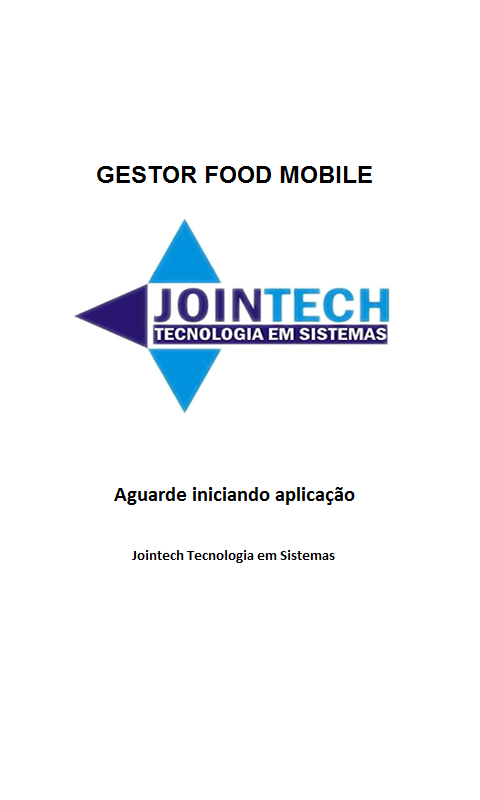 GESTOR FOOD MOBILE
JOINTECH
TECNOLOGIA EM SISTEMAS
Aguarde iniciando aplicação
Jointech Tecnologia em Sistemas